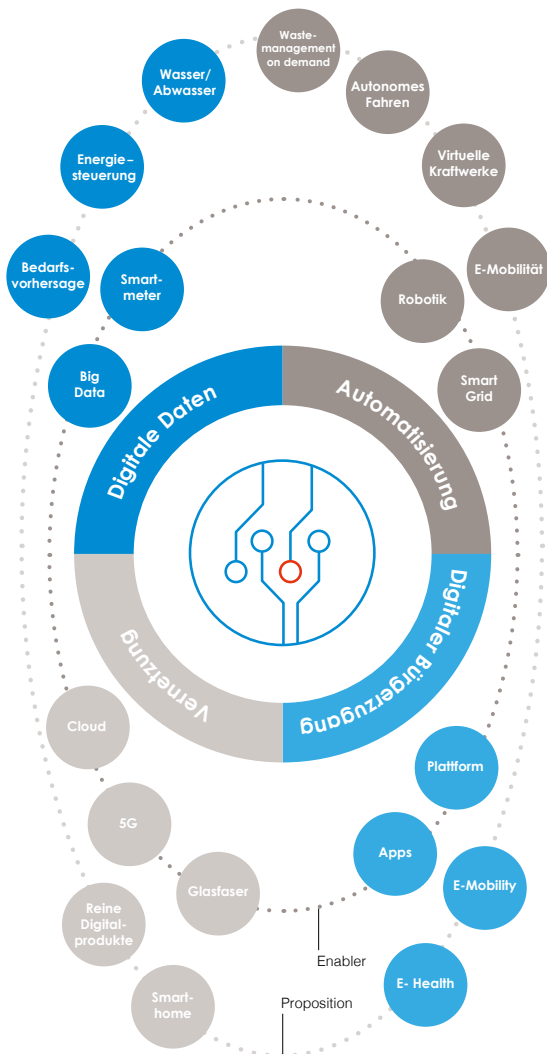 Waste-
management
on demand
Wasser/
Abwasser
Autonomes
Fahren
Energie–
steuerung
Virtuelle
Kraftwerke
Bedarfs-
vorhersage
Smart-
meter
E-Mobilität
Robotik
Big
Data
Smart
Grid
Digitale Daten
Automatisierung
Vernetzung
Digitaler Bürgerzugang
Cloud
Plattform
5G
Apps
Glasfaser
E-Mobility
Reine
Digital-
produkte
Enabler
E- Health
Smart-
home
Proposition